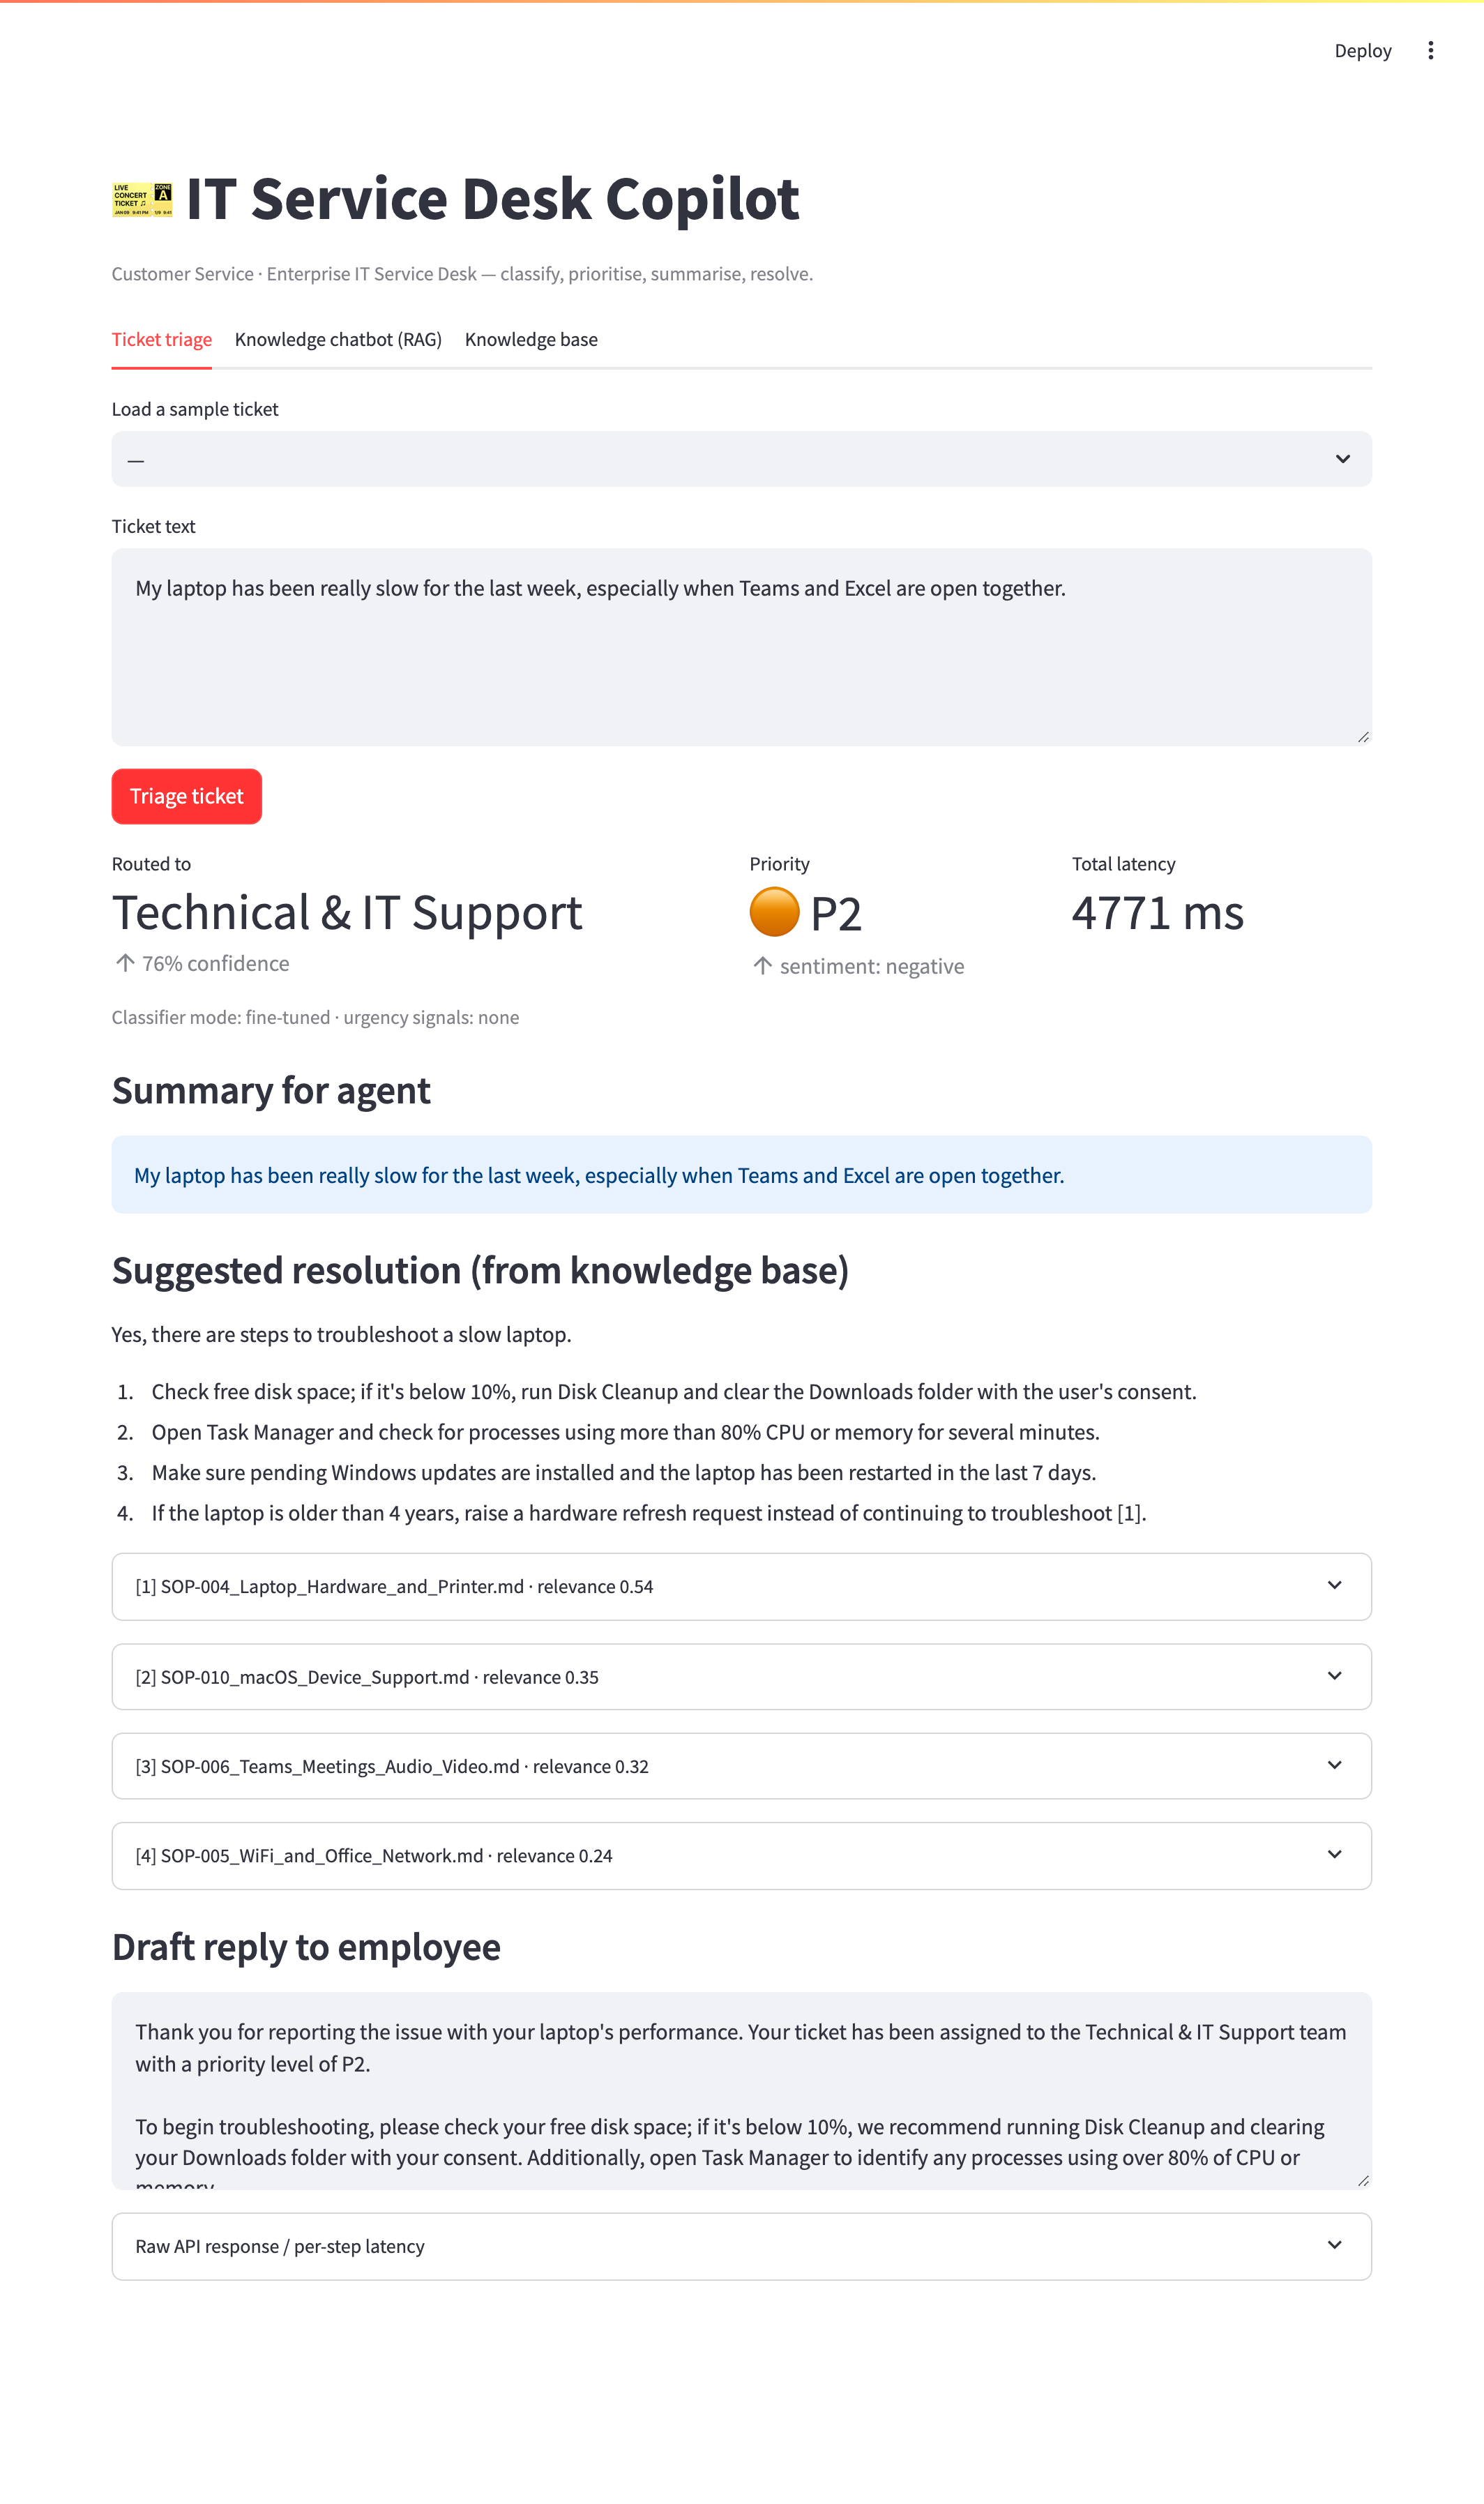 Deploy
LIVE
CONCERT
TICKET
ZONE
A
IT Service Desk Copilot
Customer Service · Enterprise IT Service Desk — classify, prioritise, summarise, resolve.
Ticket triage Knowledge chatbot (RAG) Knowledge base
Load a sample ticket
—
Ticket text
My laptop has been really slow for the last week, especially when Teams and Excel are open together.
Triage ticket
Routed to Priority Total latency
Technical & IT Support P2 4771 ms
↑ 76% confidence ↑ sentiment: negative
Classifier mode: fine-tuned · urgency signals: none
Summary for agent
My laptop has been really slow for the last week, especially when Teams and Excel are open together.
Suggested resolution (from knowledge base)
Yes, there are steps to troubleshoot a slow laptop.
1. Check free disk space; if it's below 10%, run Disk Cleanup and clear the Downloads folder with the user's consent.
2. Open Task Manager and check for processes using more than 80% CPU or memory for several minutes.
3. Make sure pending Windows updates are installed and the laptop has been restarted in the last 7 days.
4. If the laptop is older than 4 years, raise a hardware refresh request instead of continuing to troubleshoot [1].
[1] SOP-004_Laptop_Hardware_and_Printer.md · relevance 0.54
[2] SOP-010_macOS_Device_Support.md · relevance 0.35
[3] SOP-006_Teams_Meetings_Audio_Video.md · relevance 0.32
[4] SOP-005_WiFi_and_Office_Network.md · relevance 0.24
Draft reply to employee
Thank you for reporting the issue with your laptop's performance. Your ticket has been assigned to the Technical & IT Support team
with a priority level of P2.
To begin troubleshooting, please check your free disk space; if it's below 10%, we recommend running Disk Cleanup and clearing
your Downloads folder with your consent. Additionally, open Task Manager to identify any processes using over 80% of CPU or
memory
Raw API response / per-step latency